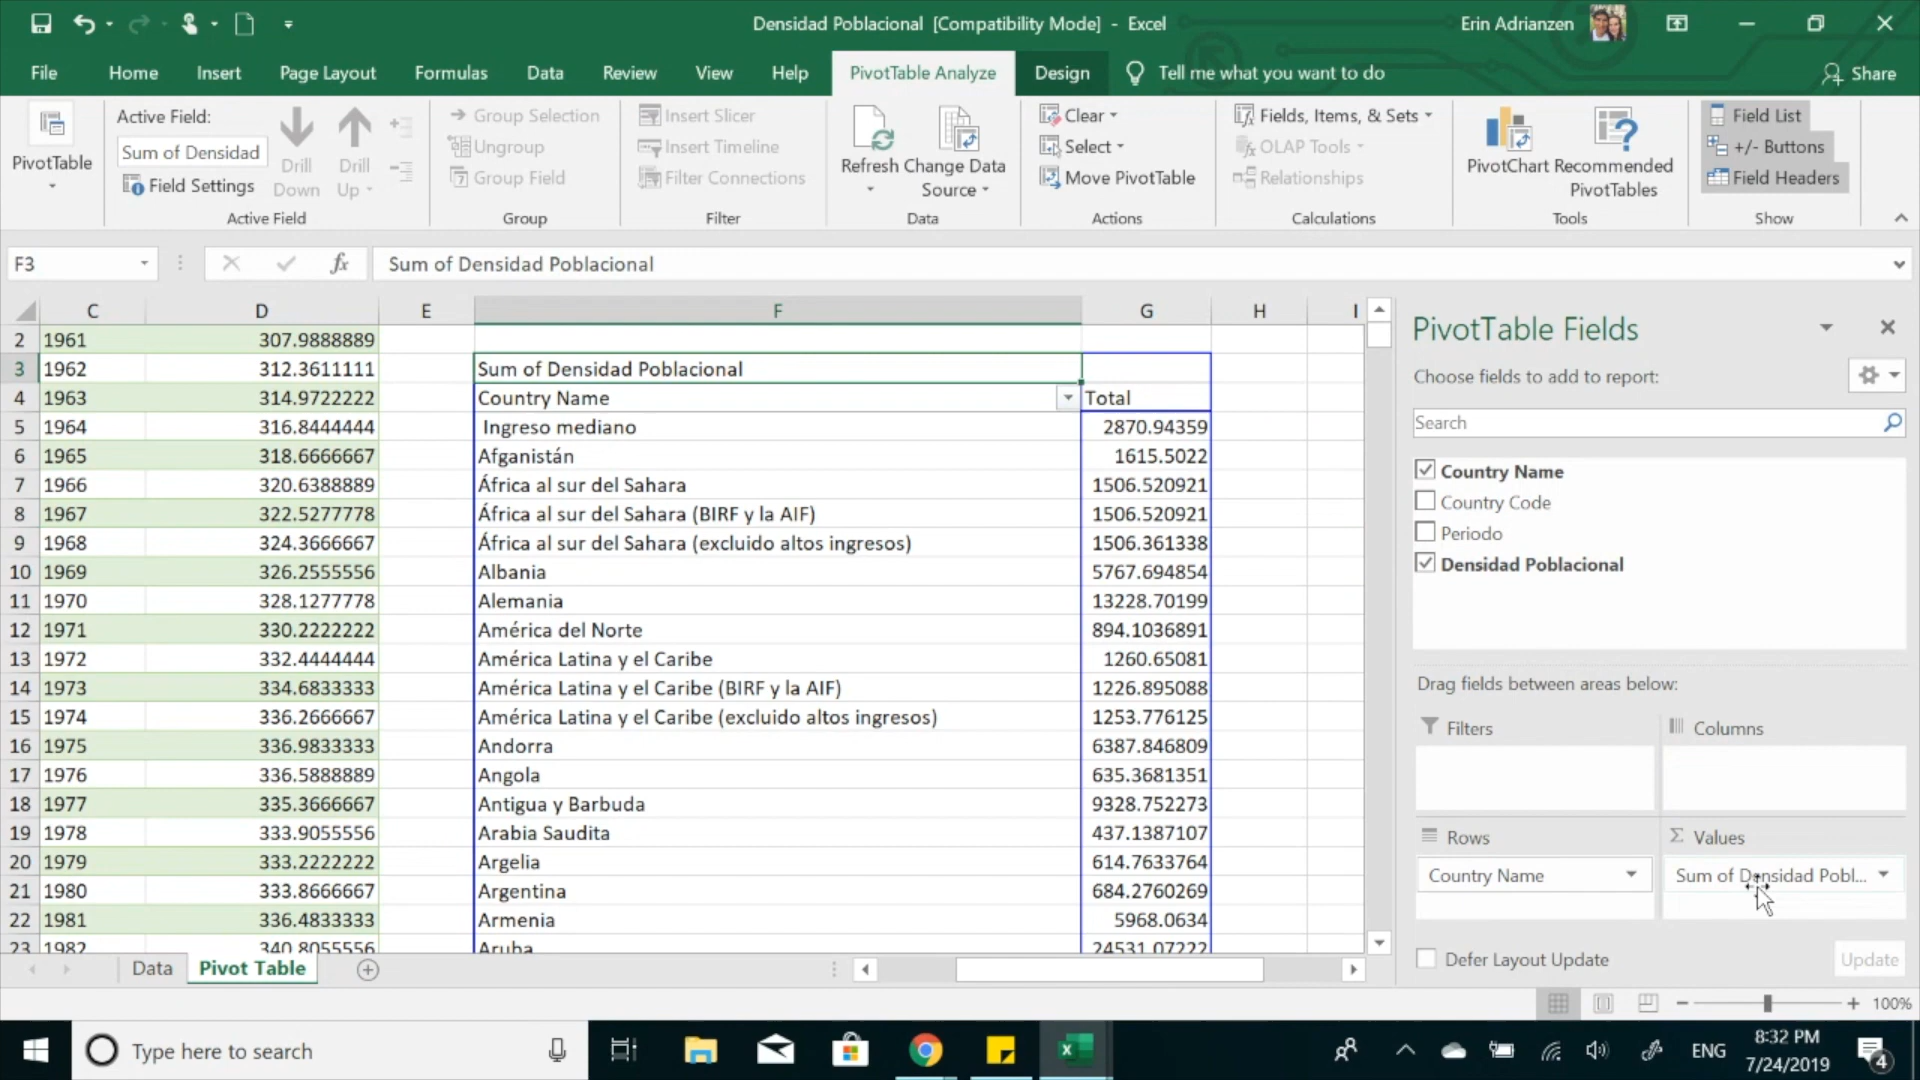 Densidad Poblacional [Compatibility Mode] - Excel
Erin Adrianzen
File Home Insert Page Layout Formulas Data Review View Help PivotTable Analyze Design Tell me what you want to do Share
PivotTable
Active Field:
Sum of Densidad
Field Settings
Drill Down
Drill Up
Active Field
Group Selection
Ungroup
Group Field
Group
Insert Slicer
Insert Timeline
Filter Connections
Filter
Refresh
Change Data Source
Data
Clear
Select
Move PivotTable
Actions
Fields, Items, & Sets
OLAP Tools
Relationships
Calculations
PivotChart
Recommended PivotTables
Tools
Field List
+/- Buttons
Field Headers
Show
F3
fx
Sum of Densidad Poblacional
C D E F G H I
2 1961 307.9888889
3 1962 312.3611111 Sum of Densidad Poblacional
4 1963 314.9722222 Country Name Total
5 1964 316.8444444 Ingreso mediano 2870.94359
6 1965 318.6666667 Afganistán 1615.5022
7 1966 320.6388889 África al sur del Sahara 1506.520921
8 1967 322.5277778 África al sur del Sahara (BIRF y la AIF) 1506.520921
9 1968 324.3666667 África al sur del Sahara (excluido altos ingresos) 1506.361338
10 1969 326.2555556 Albania 5767.694854
11 1970 328.1277778 Alemania 13228.70199
12 1971 330.2222222 América del Norte 894.1036891
13 1972 332.4444444 América Latina y el Caribe 1260.65081
14 1973 334.6833333 América Latina y el Caribe (BIRF y la AIF) 1226.895088
15 1974 336.2666667 América Latina y el Caribe (excluido altos ingresos) 1253.776125
16 1975 336.9833333 Andorra 6387.846809
17 1976 336.5888889 Angola 635.3681351
18 1977 335.3666667 Antigua y Barbuda 9328.752273
19 1978 333.9055556 Arabia Saudita 437.1387107
20 1979 333.2222222 Argelia 614.7633764
21 1980 333.8666667 Argentina 684.2760269
22 1981 336.4833333 Armenia 5968.0634
23 1982 340.8055556 Aruba 24531.07222
PivotTable Fields
Choose fields to add to report:
Search
Country Name
Country Code
Periodo
Densidad Poblacional
Drag fields between areas below:
Filters Columns
Rows Values
Country Name Sum of Densidad Pobl...
Defer Layout Update Update
Data Pivot Table
100%
Type here to search
ENG
8:32 PM
7/24/2019
4